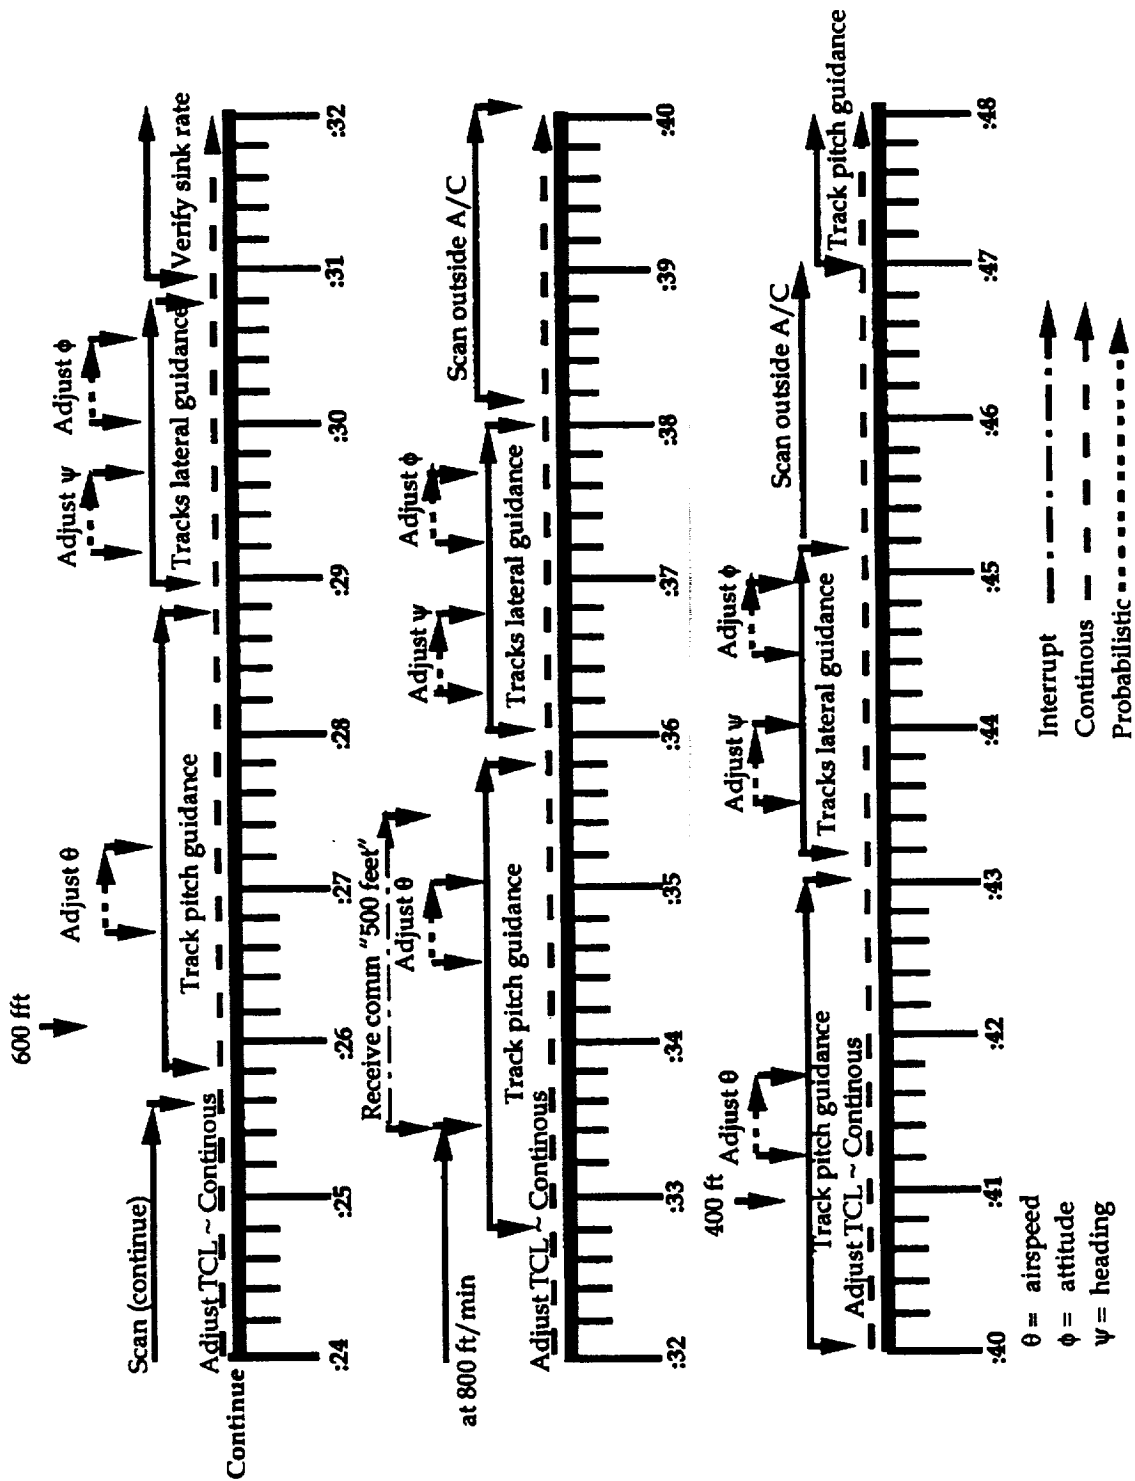 600 fft
Adjust θ
Adjust ψ
Adjust ϕ
Scan (continue)
Track pitch guidance
Tracks lateral guidance
Verify sink rate
Adjust TCL ~ Continous
Continue
:24
:25
:26
:27
:28
:29
:30
:31
:32
Receive comm "500 feet"
Adjust θ
Adjust ψ
Adjust ϕ
at 800 ft/min
Track pitch guidance
Tracks lateral guidance
Scan outside A/C
Adjust TCL ~ Continous
:32
:33
:34
:35
:36
:37
:38
:39
:40
400 ft
Adjust θ
Adjust ψ
Adjust ϕ
Track pitch guidance
Tracks lateral guidance
Scan outside A/C
Track pitch guidance
Adjust TCL ~ Continous
:40
:41
:42
:43
:44
:45
:46
:47
:48
θ = airspeed
ϕ = attitude
ψ = heading
Interrupt
Continous
Probabilistic